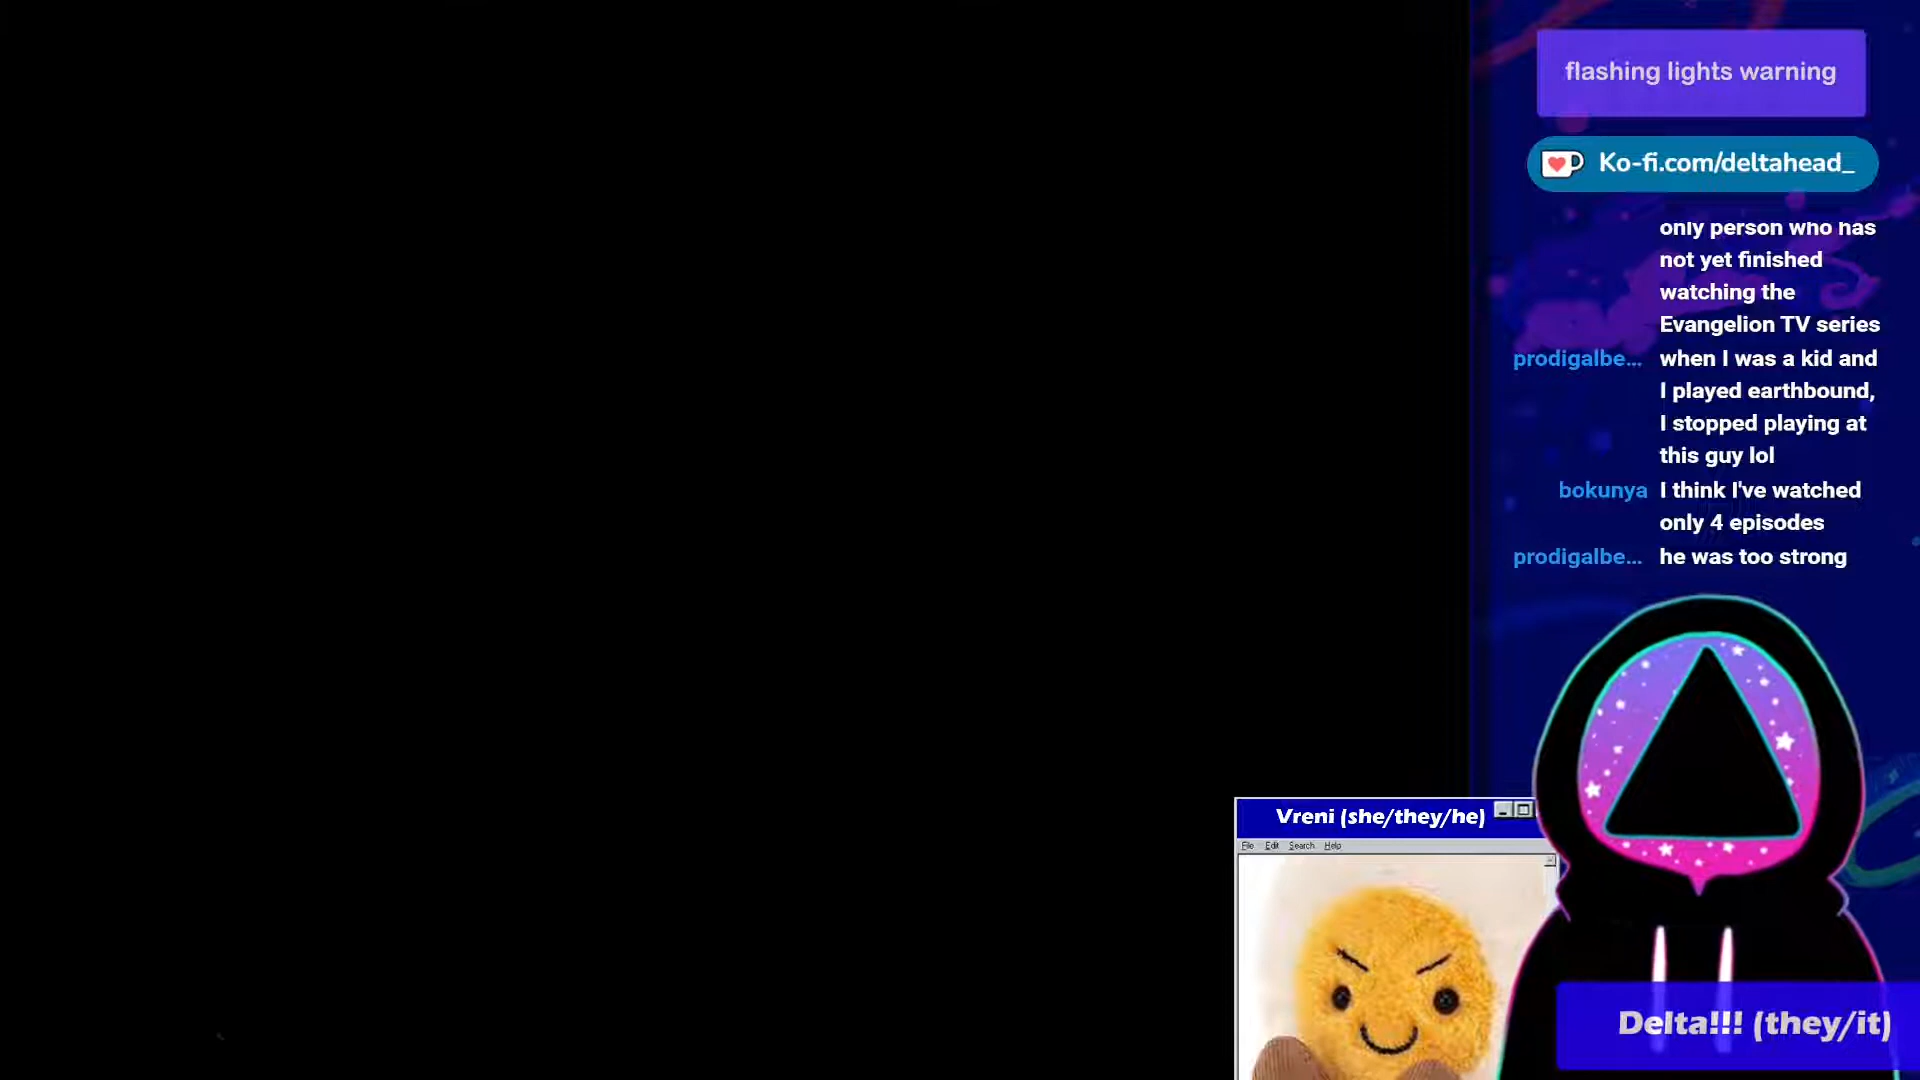 flashing lights warning
Ko-fi.com/deltahead_
only person who has
not yet finished
watching the
Evangelion TV series
prodigalbe... when I was a kid and
I played earthbound,
I stopped playing at
this guy lol
bokunya I think I've watched
only 4 episodes
prodigalbe... he was too strong
Vreni (she/they/he)
File Edit Search Help
Delta!!! (they/it)